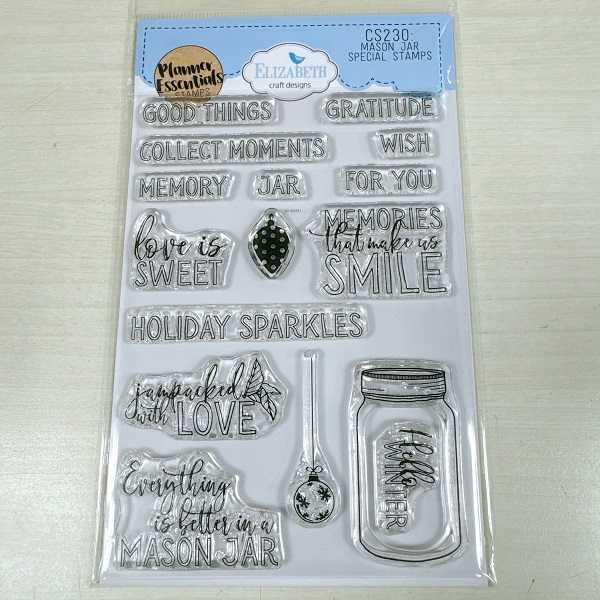 CS230:
MASON JAR
SPECIAL STAMPS
Planner
Essentials
STAMPS
ELIZABETH
craft designs
GOOD THINGS
GRATITUDE
COLLECT MOMENTS
WISH
MEMORY
JAR
FOR YOU
love is
SWEET
MEMORIES
that make us
SMILE
HOLIDAY SPARKLES
jampacked
with LOVE
Hello
WINTER
Everything
is better in a
MASON JAR